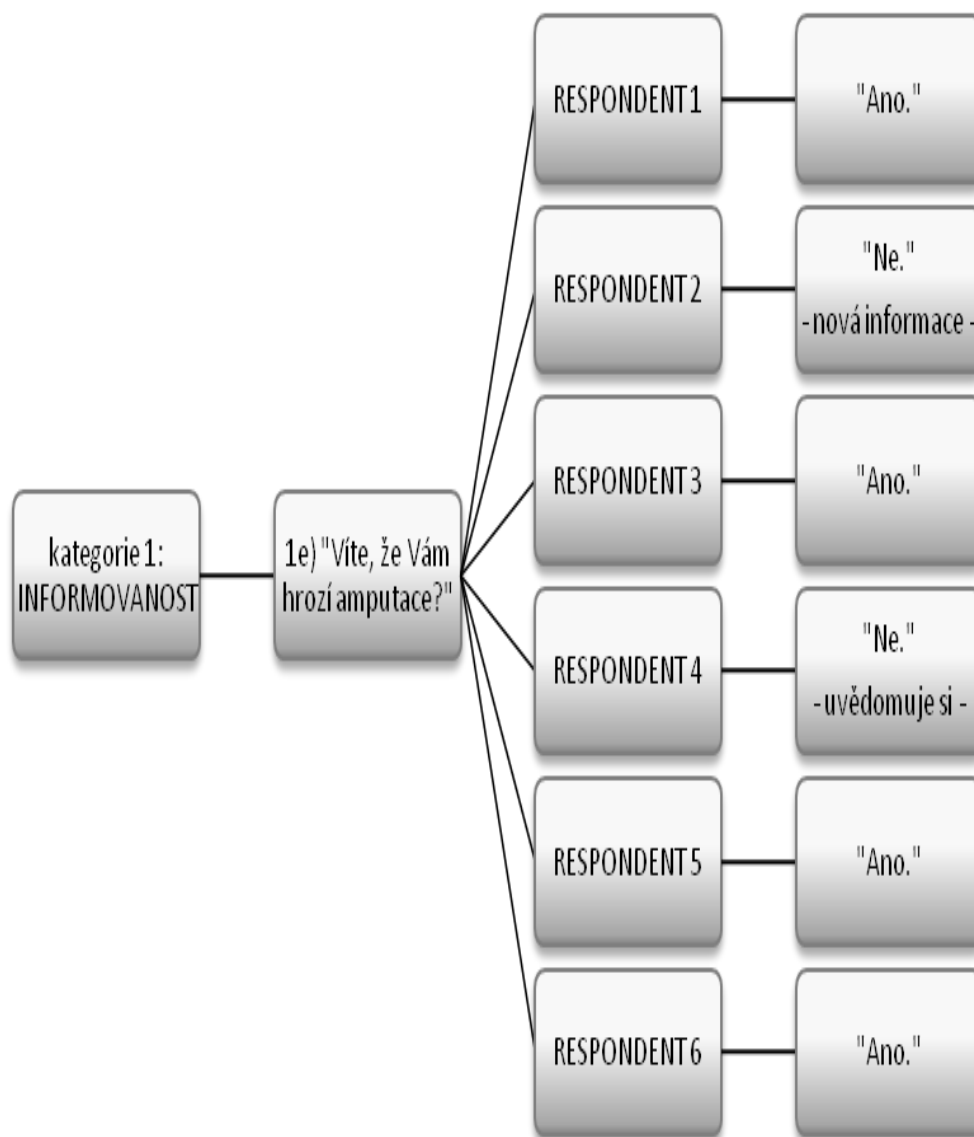 kategorie 1:
INFORMOVANOST
1e) "Víte, že Vám
hrozí amputace?"
RESPONDENT 1
"Ano."
RESPONDENT 2
"Ne."
- nová informace -
RESPONDENT 3
"Ano."
RESPONDENT 4
"Ne."
- uvědomuje si -
RESPONDENT 5
"Ano."
RESPONDENT 6
"Ano."